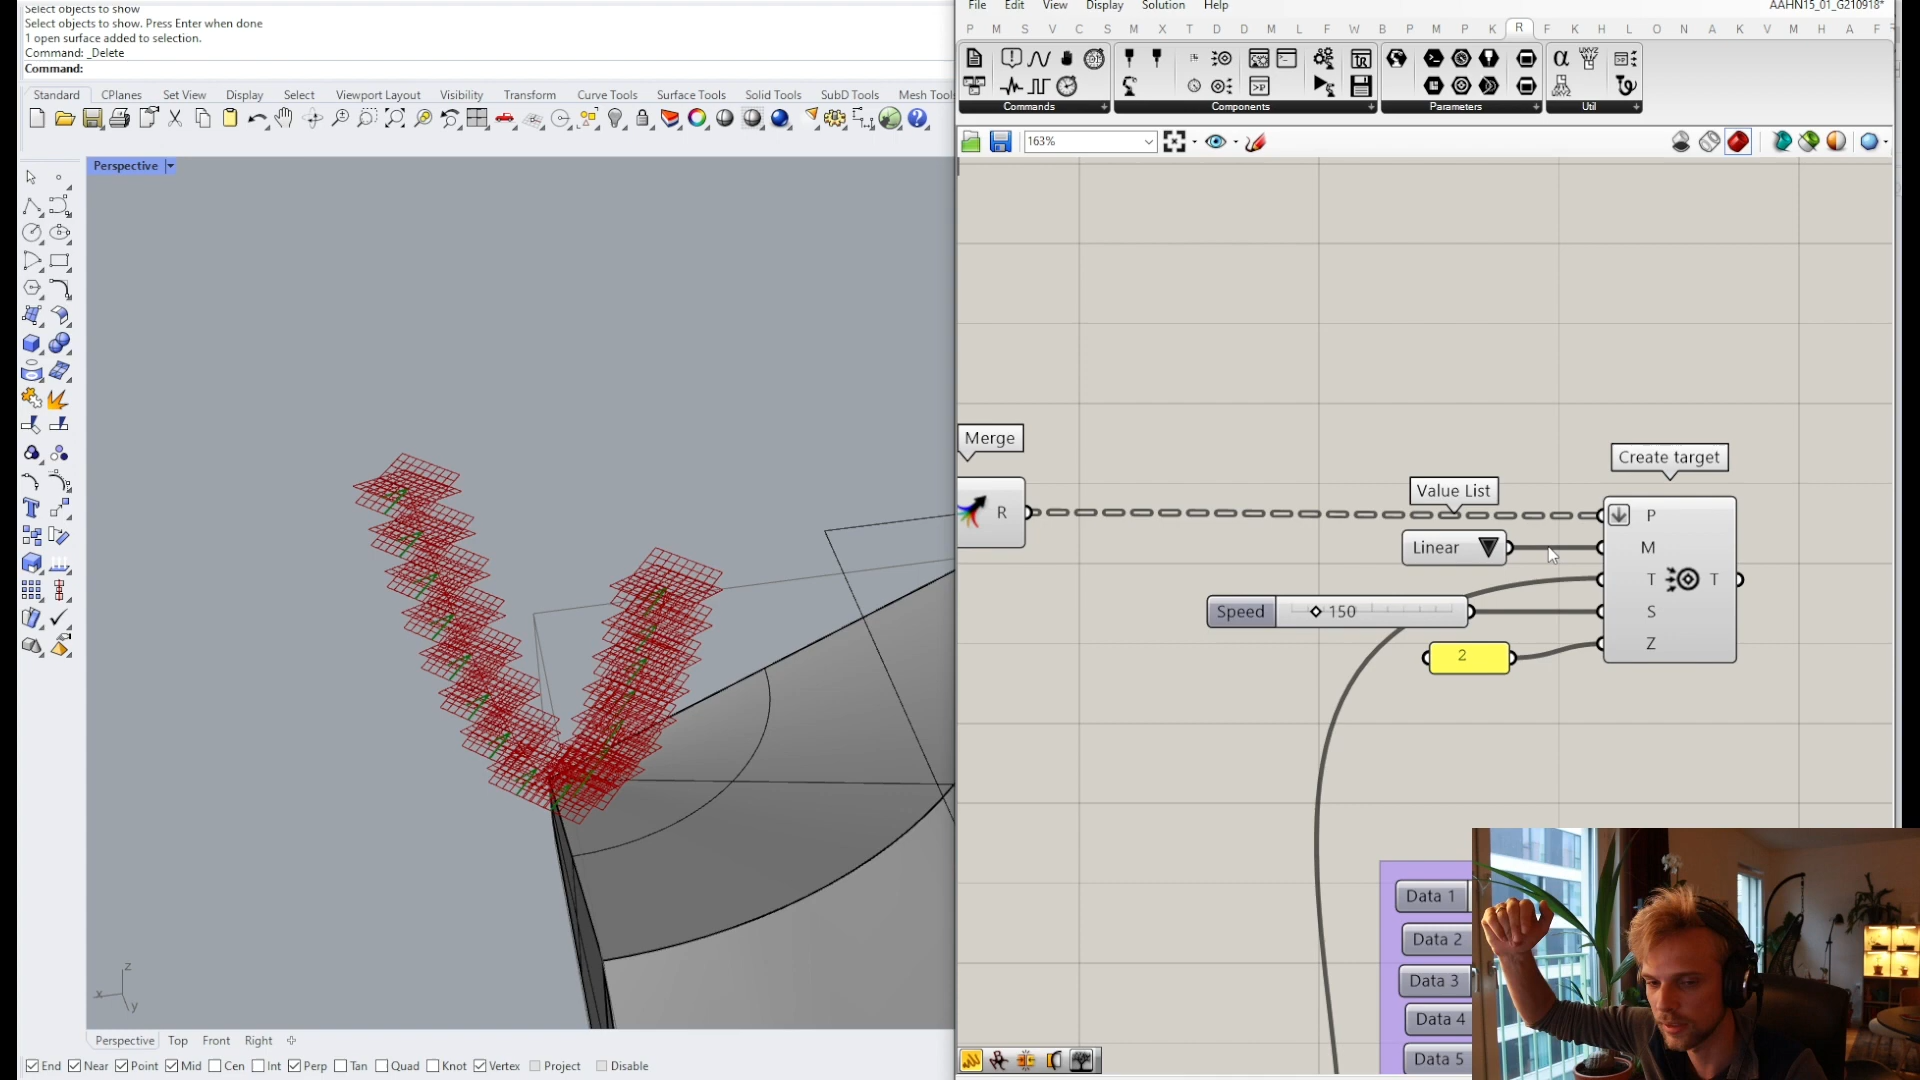 Select objects to show
Select objects to show. Press Enter when done
1 open surface added to selection.
Command: _Delete
Command:
Standard CPlanes Set View Display Select Viewport Layout Visibility Transform Curve Tools Surface Tools Solid Tools SubD Tools Mesh Tool
Perspective
z
x
y
Perspective Top Front Right
End Near Point Mid Cen Int Perp Tan Quad Knot Vertex Project Disable
File Edit View Display Solution Help
AAHN15_01_G210918*
P M S V C S M X T D D M L F W B P M P K R F K H L O N A K V M H A F
Commands Components Parameters Util
163%
Merge
R
Value List
Linear
Create target
P
M
T T
S
Z
Speed 150
2
Data 1
Data 2
Data 3
Data 4
Data 5